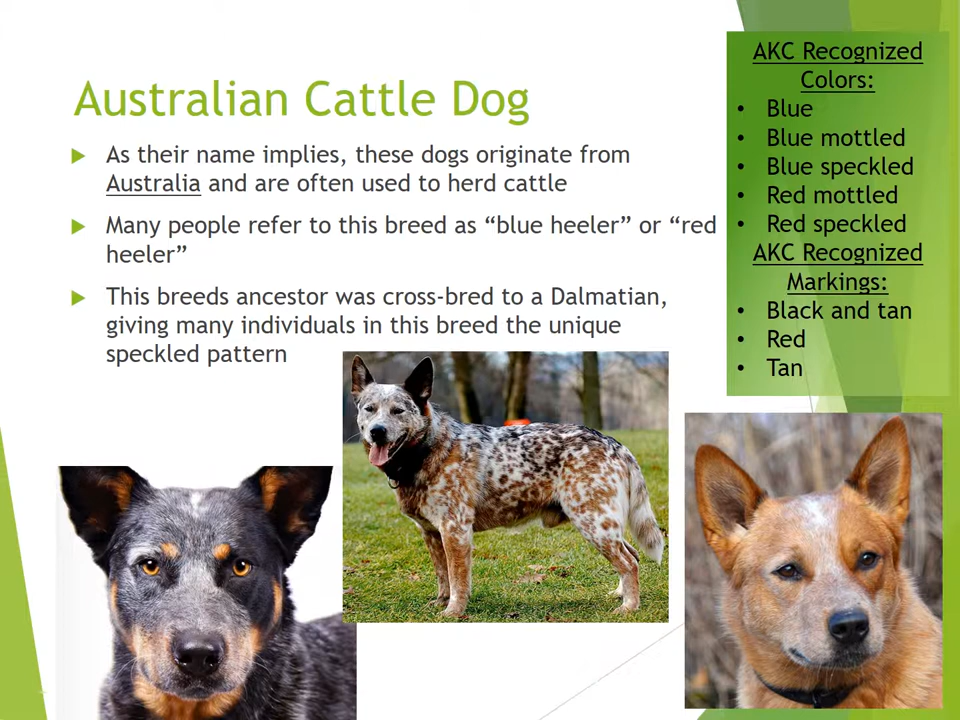 Australian Cattle Dog
As their name implies, these dogs originate from
Australia and are often used to herd cattle
Many people refer to this breed as “blue heeler” or “red
heeler”
This breeds ancestor was cross-bred to a Dalmatian,
giving many individuals in this breed the unique
speckled pattern
AKC Recognized
Colors:
• Blue
• Blue mottled
• Blue speckled
• Red mottled
• Red speckled
AKC Recognized
Markings:
• Black and tan
• Red
• Tan